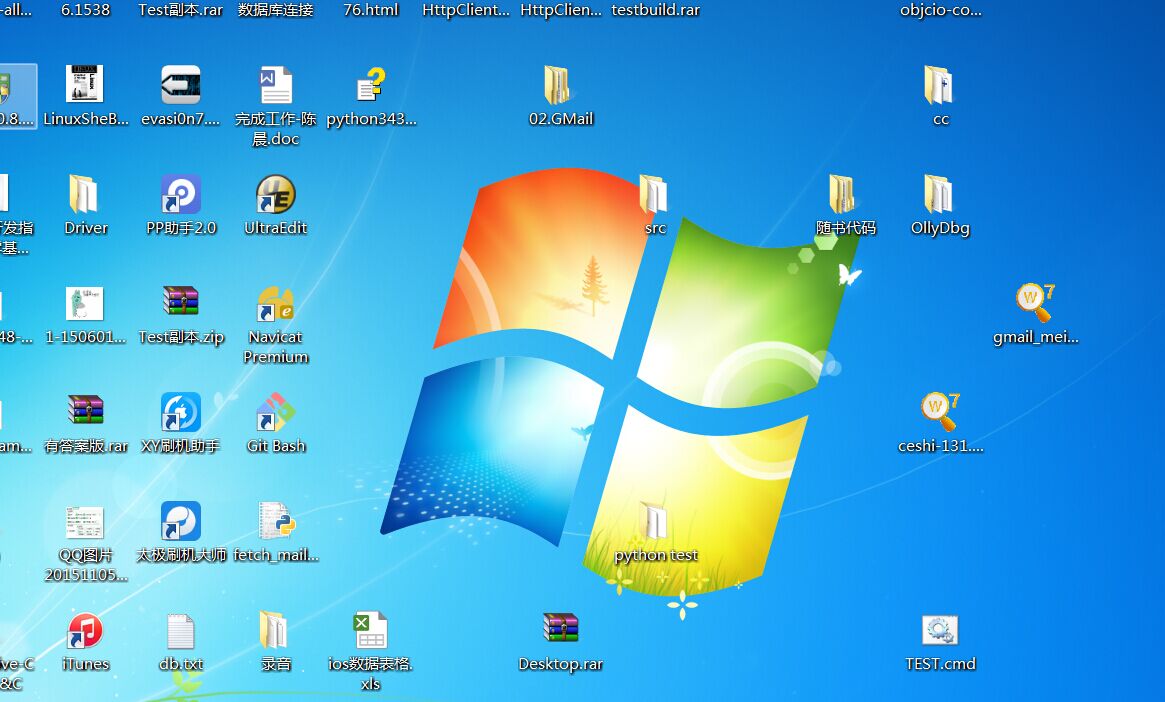 -all...
6.1538
Test副本.rar
数据库连接
76.html
HttpClient...
HttpClien...
testbuild.rar
objcio-co...
0.8....
LinuxSheB...
evasi0n7....
完成工作-陈
晨.doc
python343...
02.GMail
cc
发指
基...
Driver
PP助手2.0
UltraEdit
src
随书代码
OllyDbg
48-...
1-150601...
Test副本.zip
Navicat
Premium
gmail_mei...
am...
有答案版.rar
XY刷机助手
Git Bash
ceshi-131....
QQ图片
20151105...
太极刷机大师
fetch_mail...
python test
ve-C
&C
iTunes
db.txt
录音
ios数据表格.
xls
Desktop.rar
TEST.cmd